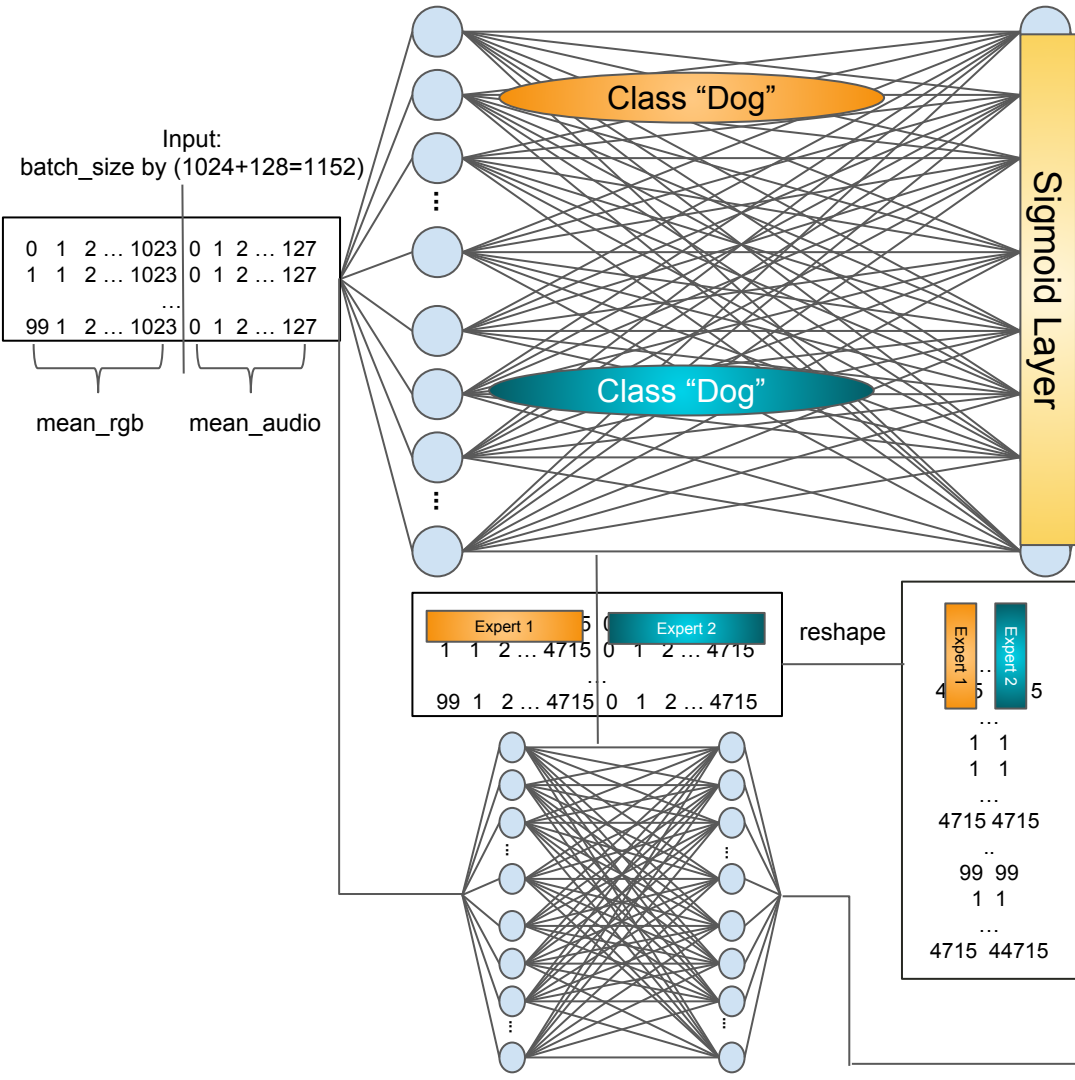 Input:
batch_size by (1024+128=1152)
0 1 2 … 1023 0 1 2 … 127
1 1 2 … 1023 0 1 2 … 127
…
99 1 2 … 1023 0 1 2 … 127
mean_rgb mean_audio
...
...
Class “Dog”
Class “Dog”
Sigmoid Layer
Expert 1 Expert 2
1 1 2 … 4715 0 1 2 … 4715
…
99 1 2 … 4715 0 1 2 … 4715
reshape
Expert 1
Expert 2
…
1 1
1 1
…
4715 4715
..
99 99
1 1
…
4715 44715
...
...
...
...